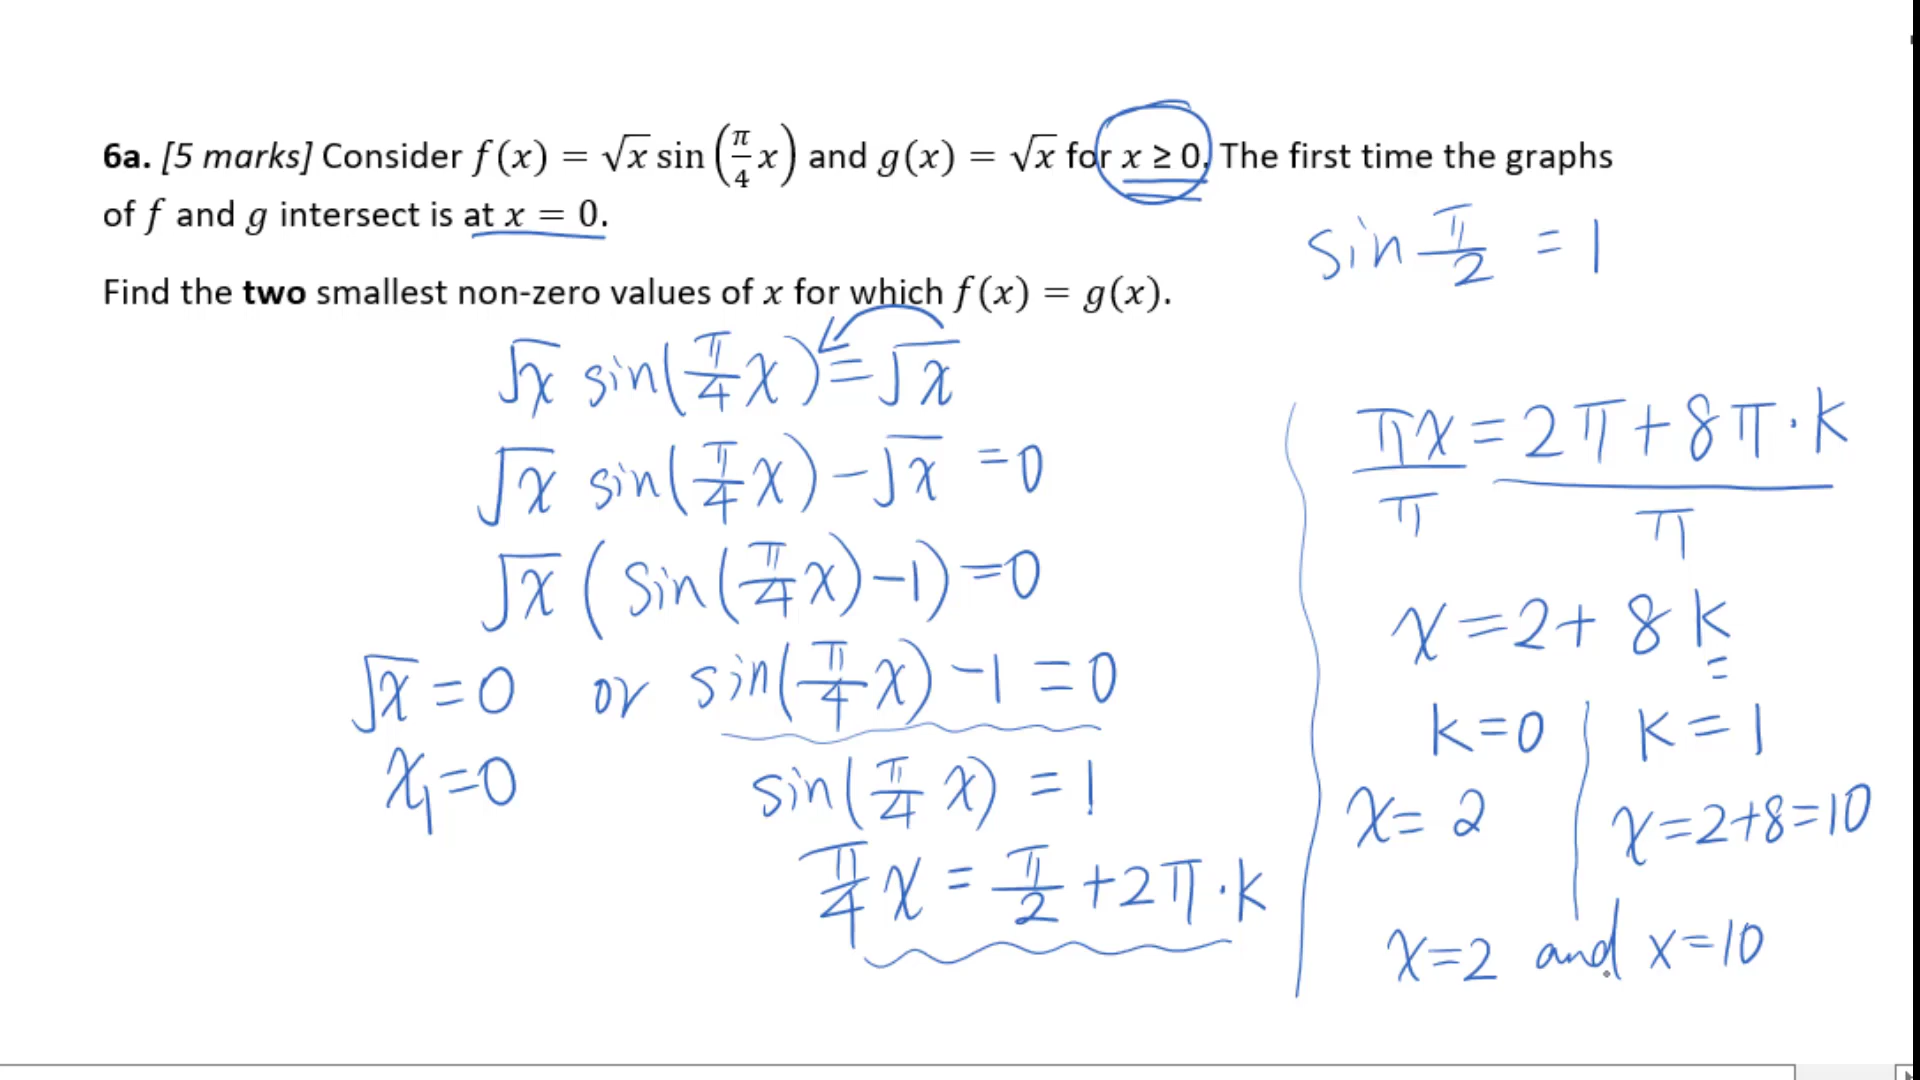 6a. [5 marks] Consider f(x) = √x sin(π/4 x) and g(x) = √x for x ≥ 0. The first time the graphs
of f and g intersect is at x = 0.
sin π/2 = 1
Find the two smallest non-zero values of x for which f(x) = g(x).
√x sin(π/4 x) = √x
√x sin(π/4 x) - √x = 0
√x (sin(π/4 x) - 1) = 0
√x = 0 or sin(π/4 x) - 1 = 0
x₁ = 0
sin(π/4 x) = 1
π/4 x = π/2 + 2π · k
πx/π = 2π + 8π · k/π
x = 2 + 8k
k = 0
x = 2
k = 1
x = 2 + 8 = 10
x = 2 and x = 10